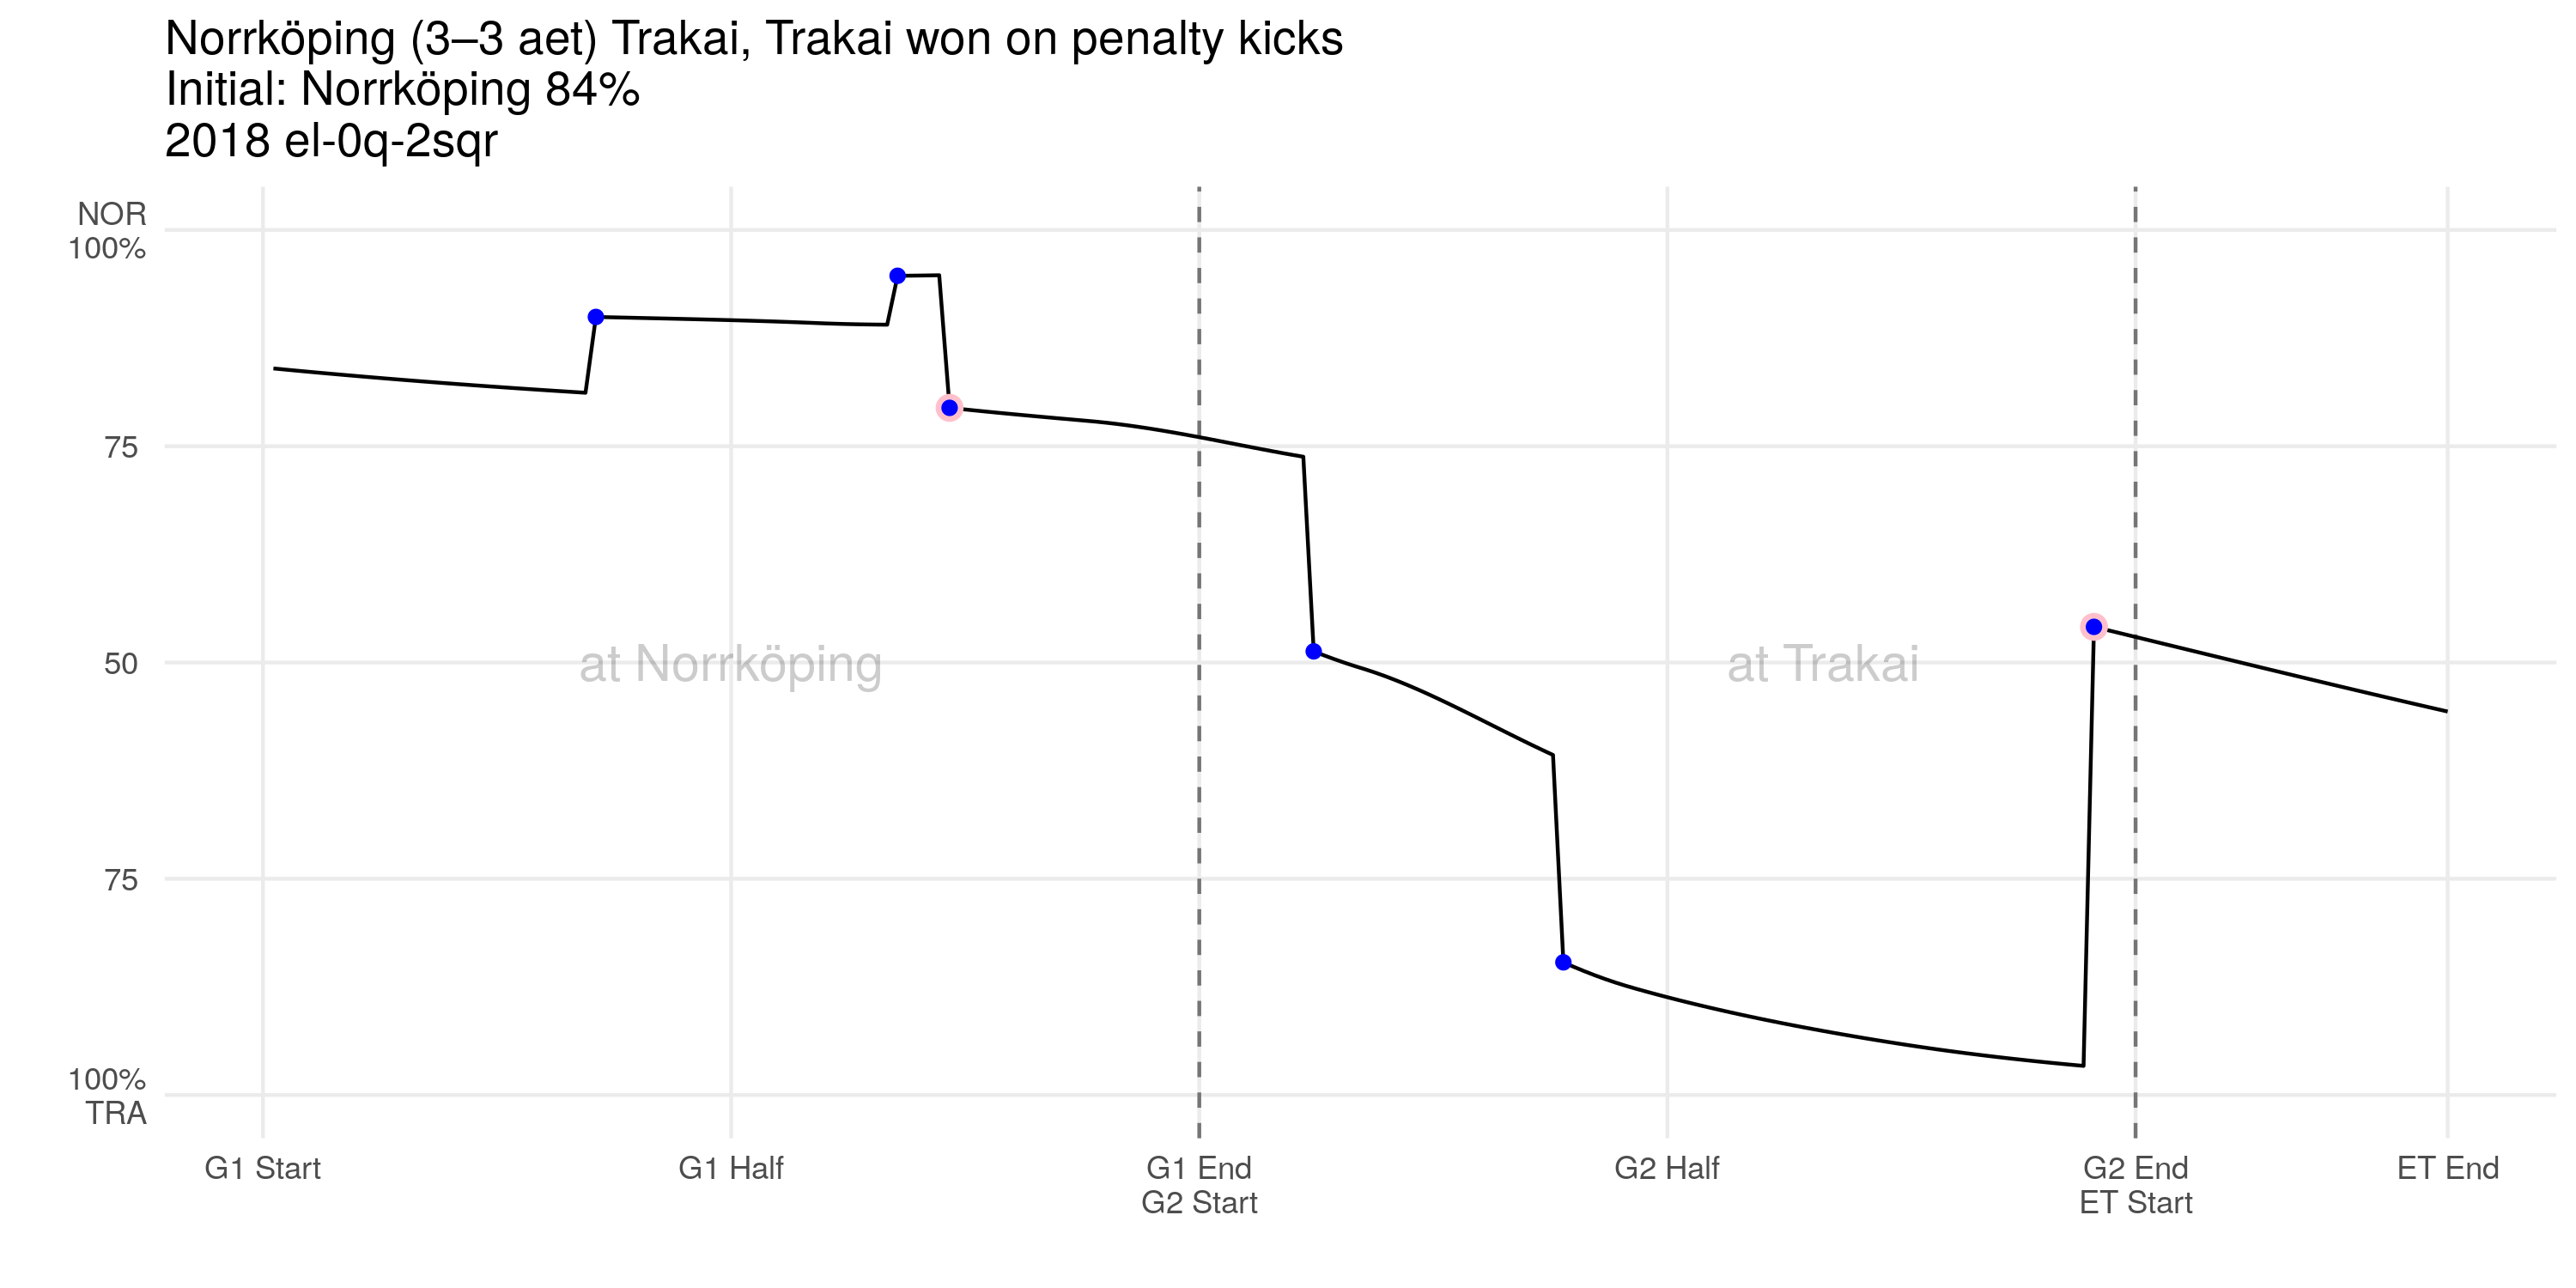 Norrköping (3–3 aet) Trakai, Trakai won on penalty kicks
Initial: Norrköping 84%
2018 el-0q-2sqr
NOR
100%
75
50
75
100%
TRA
at Norrköping
at Trakai
G1 Start
G1 Half
G1 End
G2 Start
G2 Half
G2 End
ET Start
ET End